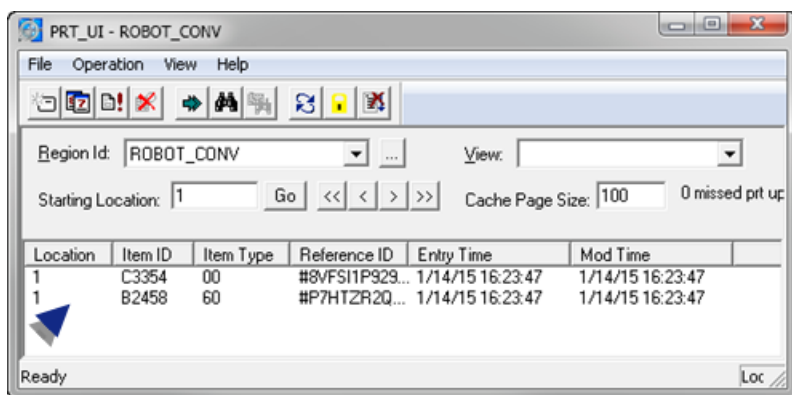 PRT_UI - ROBOT_CONV
File Operation View Help
Region Id: ROBOT_CONV ... View:
Starting Location: 1 Go << < > >> Cache Page Size: 100 0 missed prt up
Location Item ID Item Type Reference ID Entry Time Mod Time
1 C3354 00 #8VFSI1P929... 1/14/15 16:23:47 1/14/15 16:23:47
1 B2458 60 #P7HTZR2Q... 1/14/15 16:23:47 1/14/15 16:23:47
Ready Loc